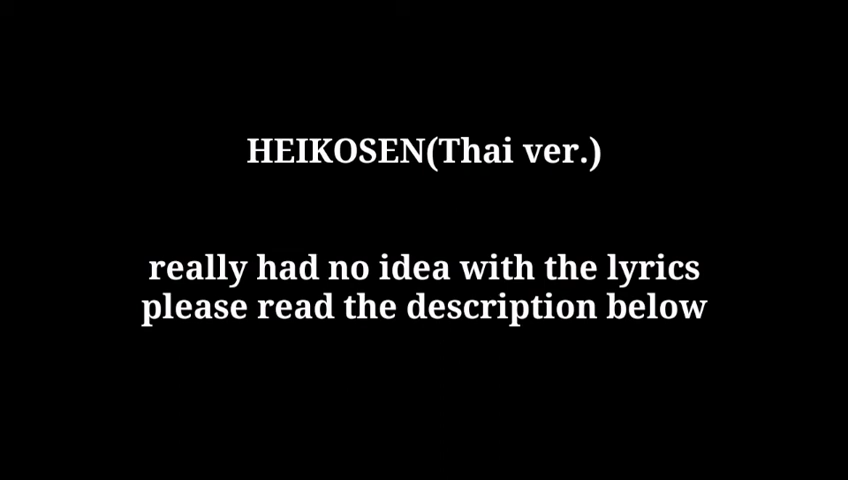 HEIKOSEN(Thai ver.)
really had no idea with the lyrics
please read the description below